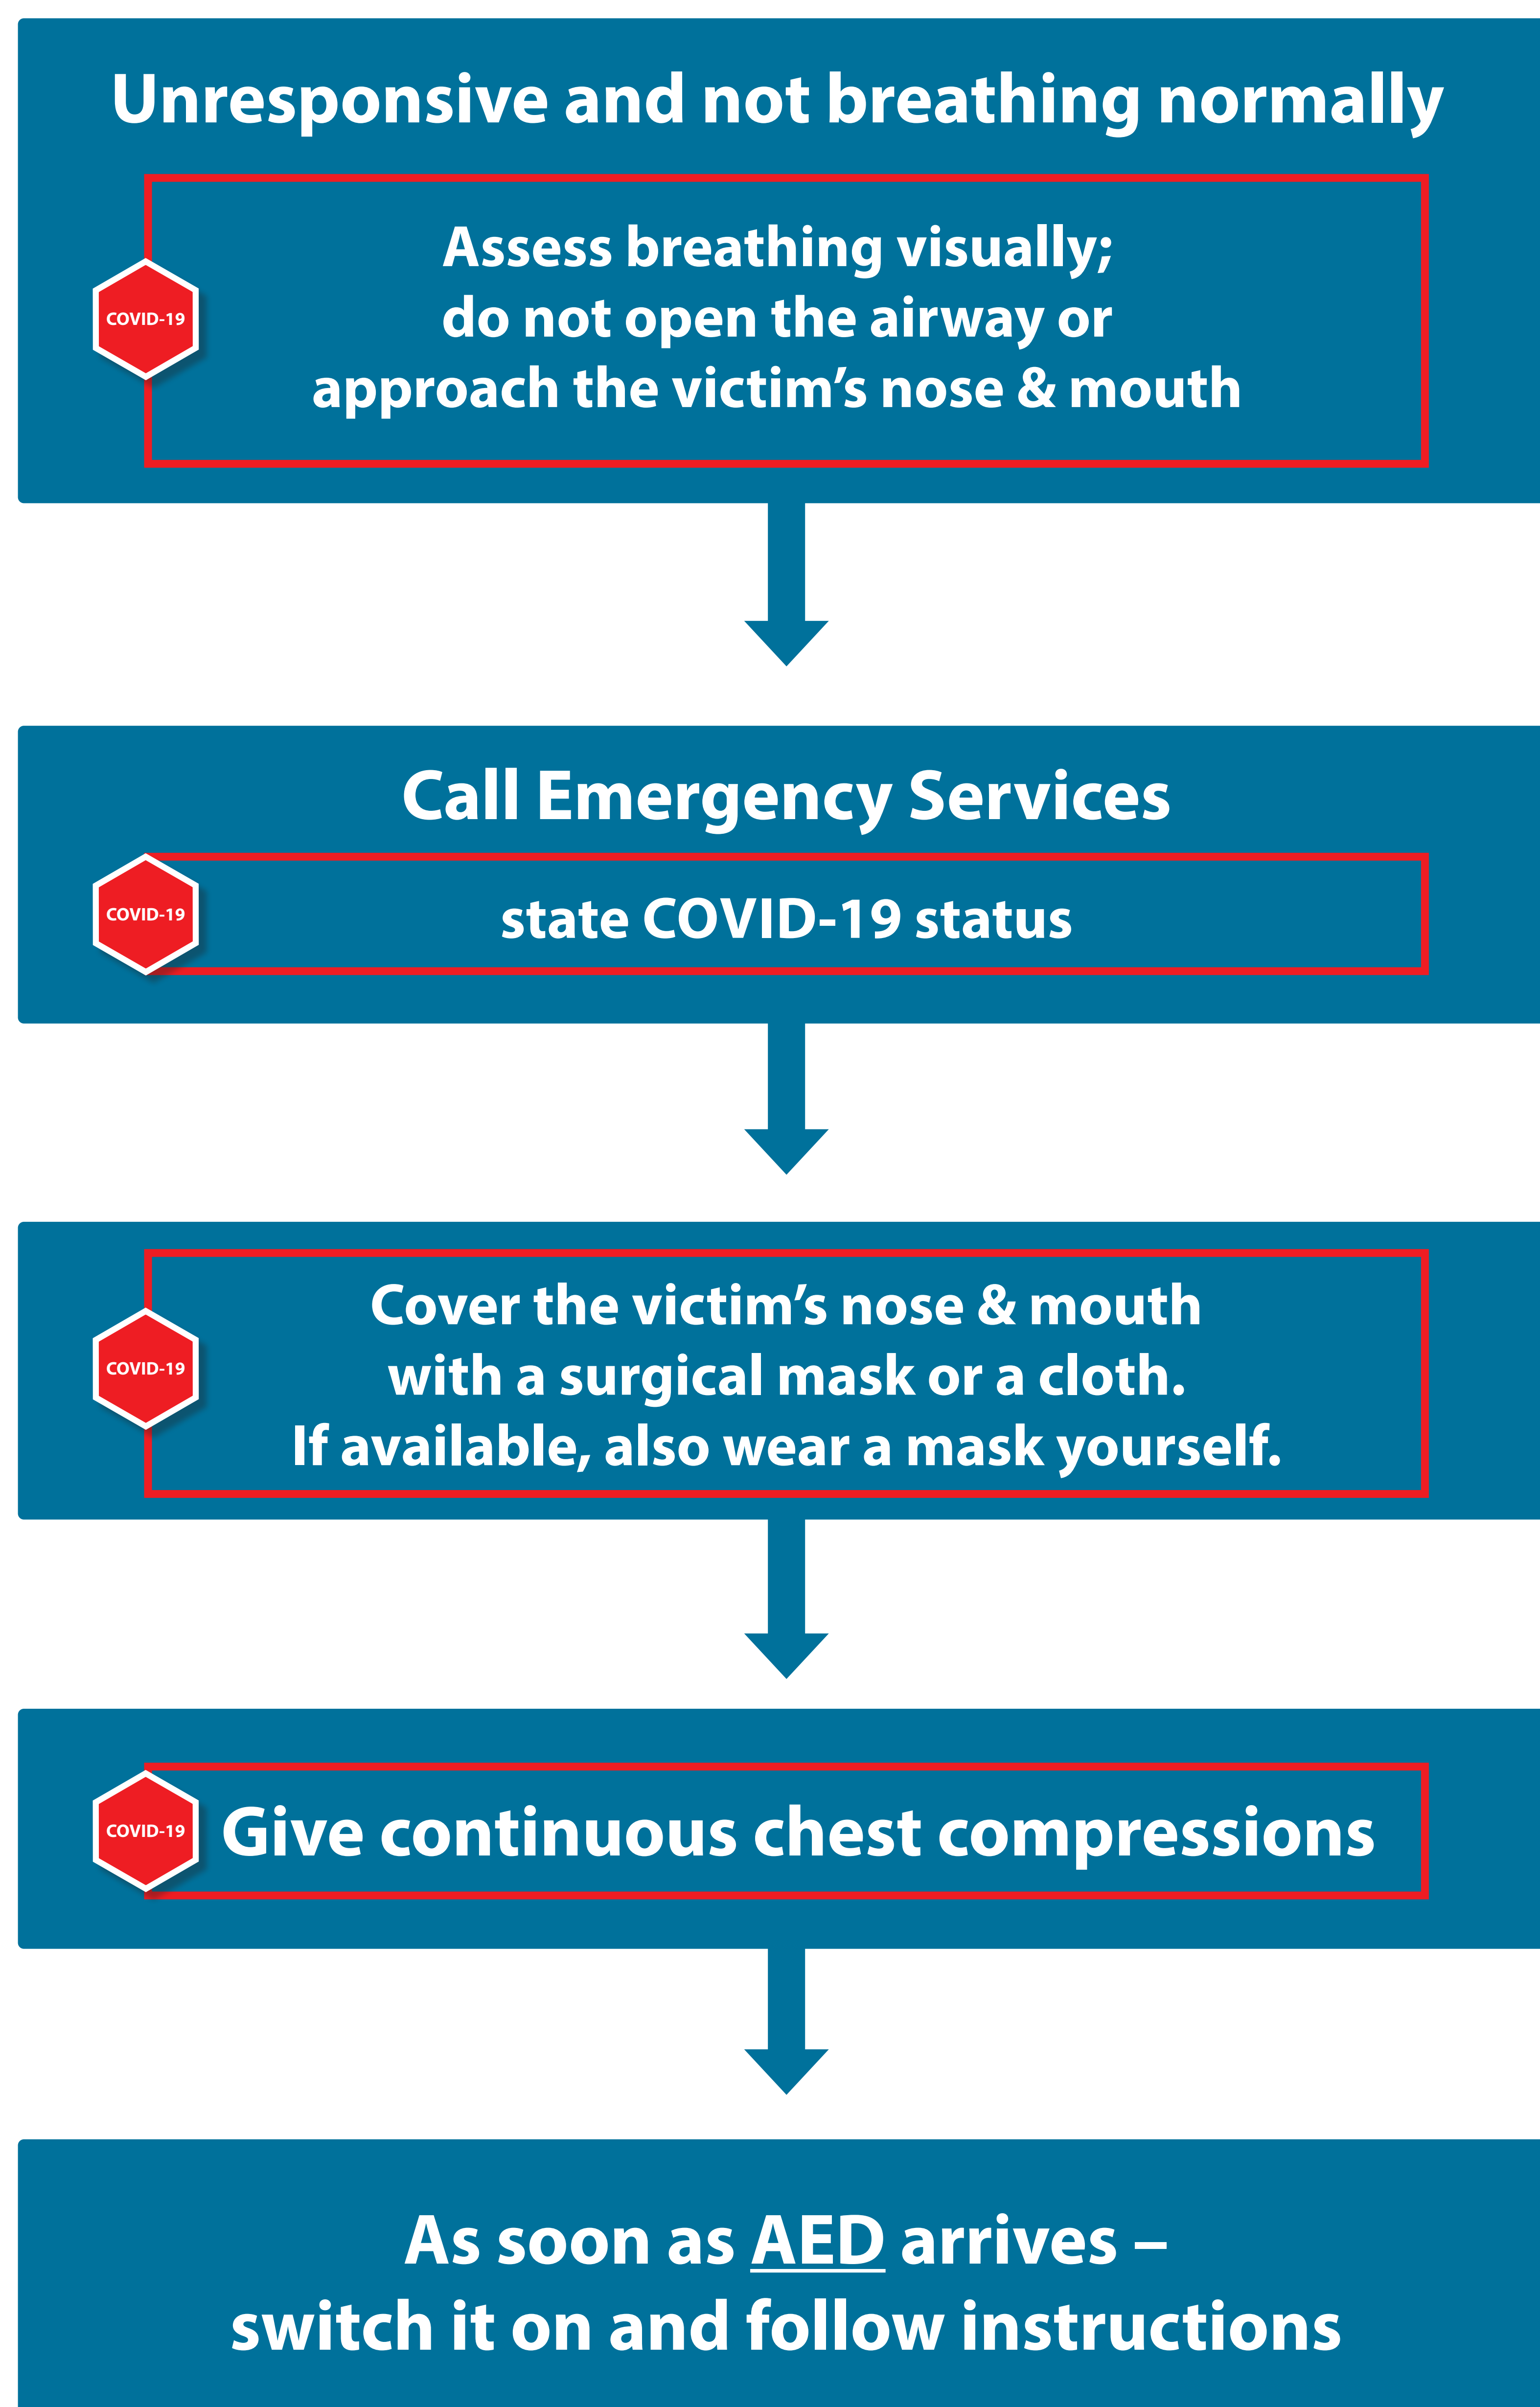 Unresponsive and not breathing normally
Assess breathing visually;
do not open the airway or
approach the victim’s nose & mouth
COVID-19
Call Emergency Services
state COVID-19 status
COVID-19
Cover the victim’s nose & mouth
with a surgical mask or a cloth.
If available, also wear a mask yourself.
COVID-19
Give continuous chest compressions
COVID-19
As soon as AED arrives –
switch it on and follow instructions